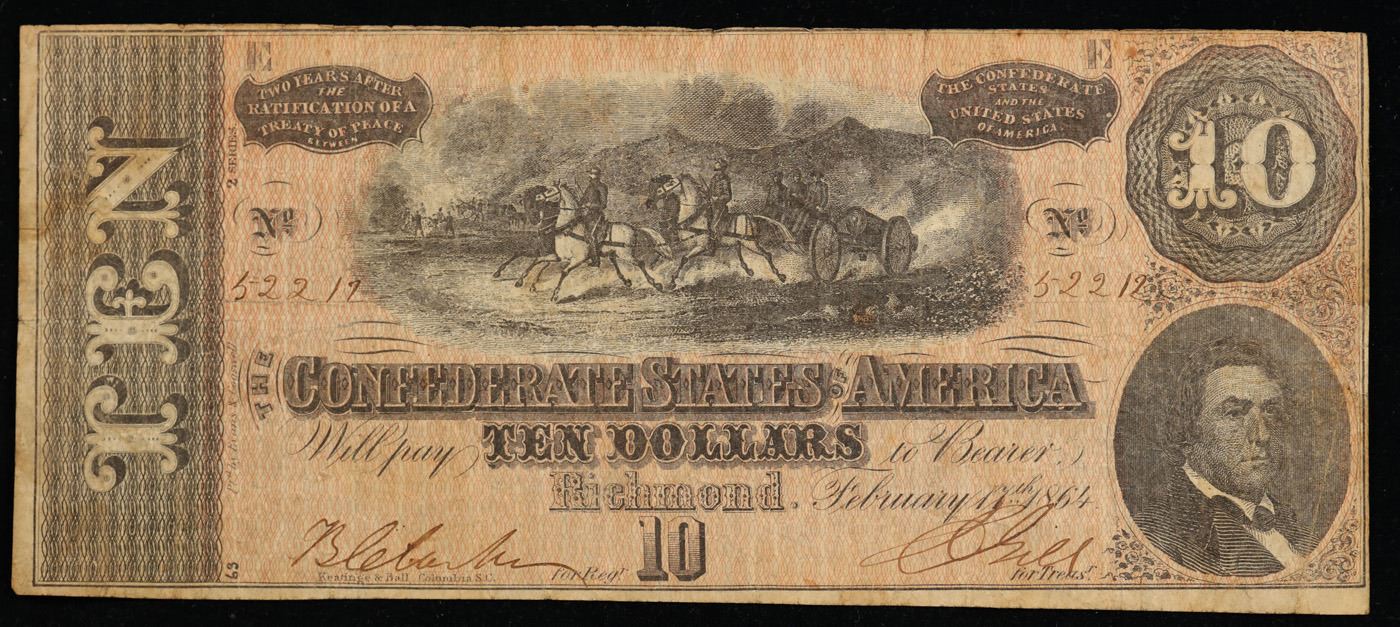 E
E
TWO YEARS AFTER
THE
RATIFICATION OF A
TREATY OF PEACE
BETWEEN
THE CONFEDERATE
STATES
AND THE
UNITED STATES
OF AMERICA.
10
TEN
2 SERIES.
No
No
52219
52219
THE
CONFEDERATE STATES OF AMERICA
Will pay TEN DOLLARS to Bearer,
Richmond. February 17th, 1864
10
for Regr
for Treasr
Keatinge & Ball, Columbia S.C.
63